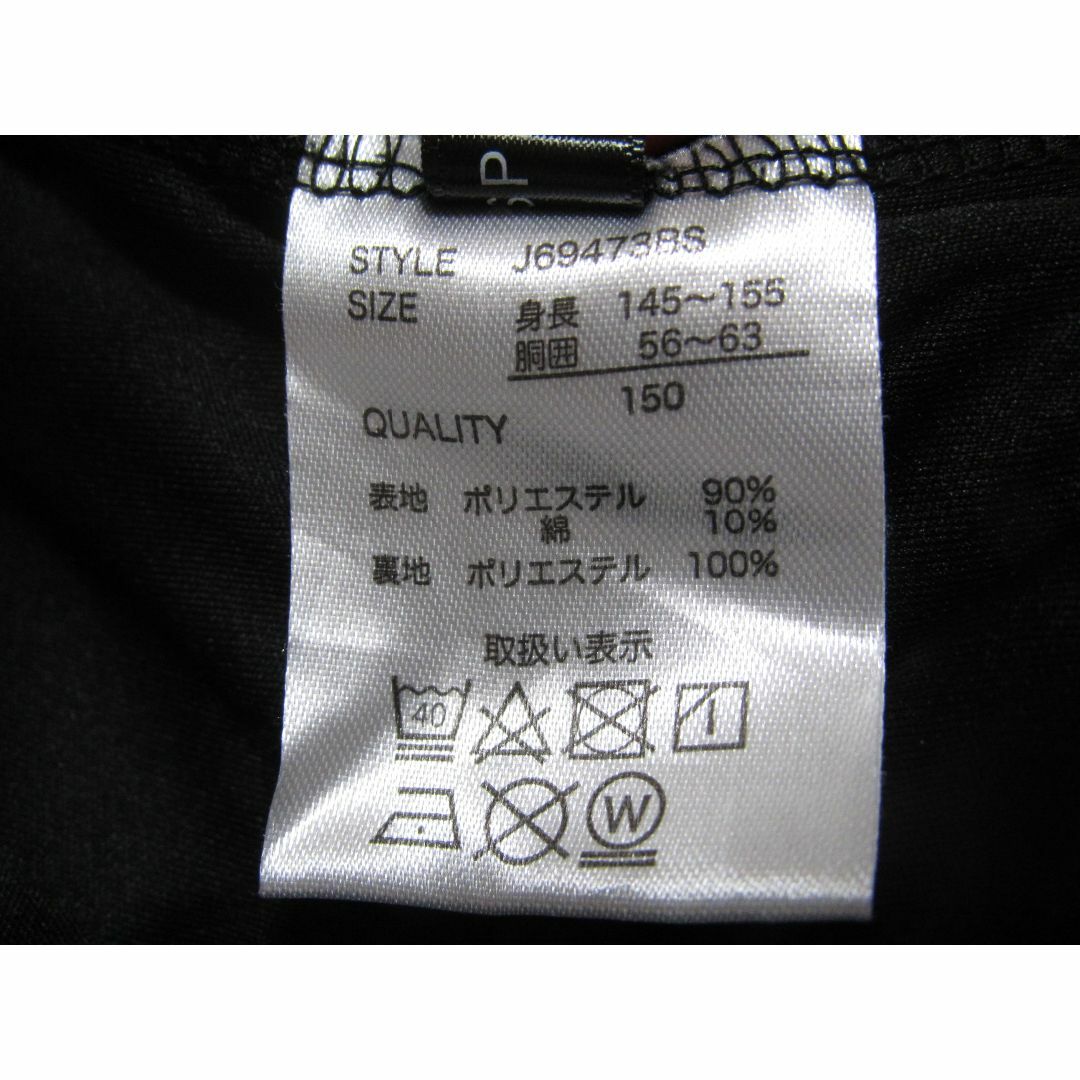 SP
STYLE J69473BS
SIZE 身長 145～155
胴囲 56～63
150
QUALITY
表地 ポリエステル 90%
綿 10%
裏地 ポリエステル 100%
取扱い表示
40
W